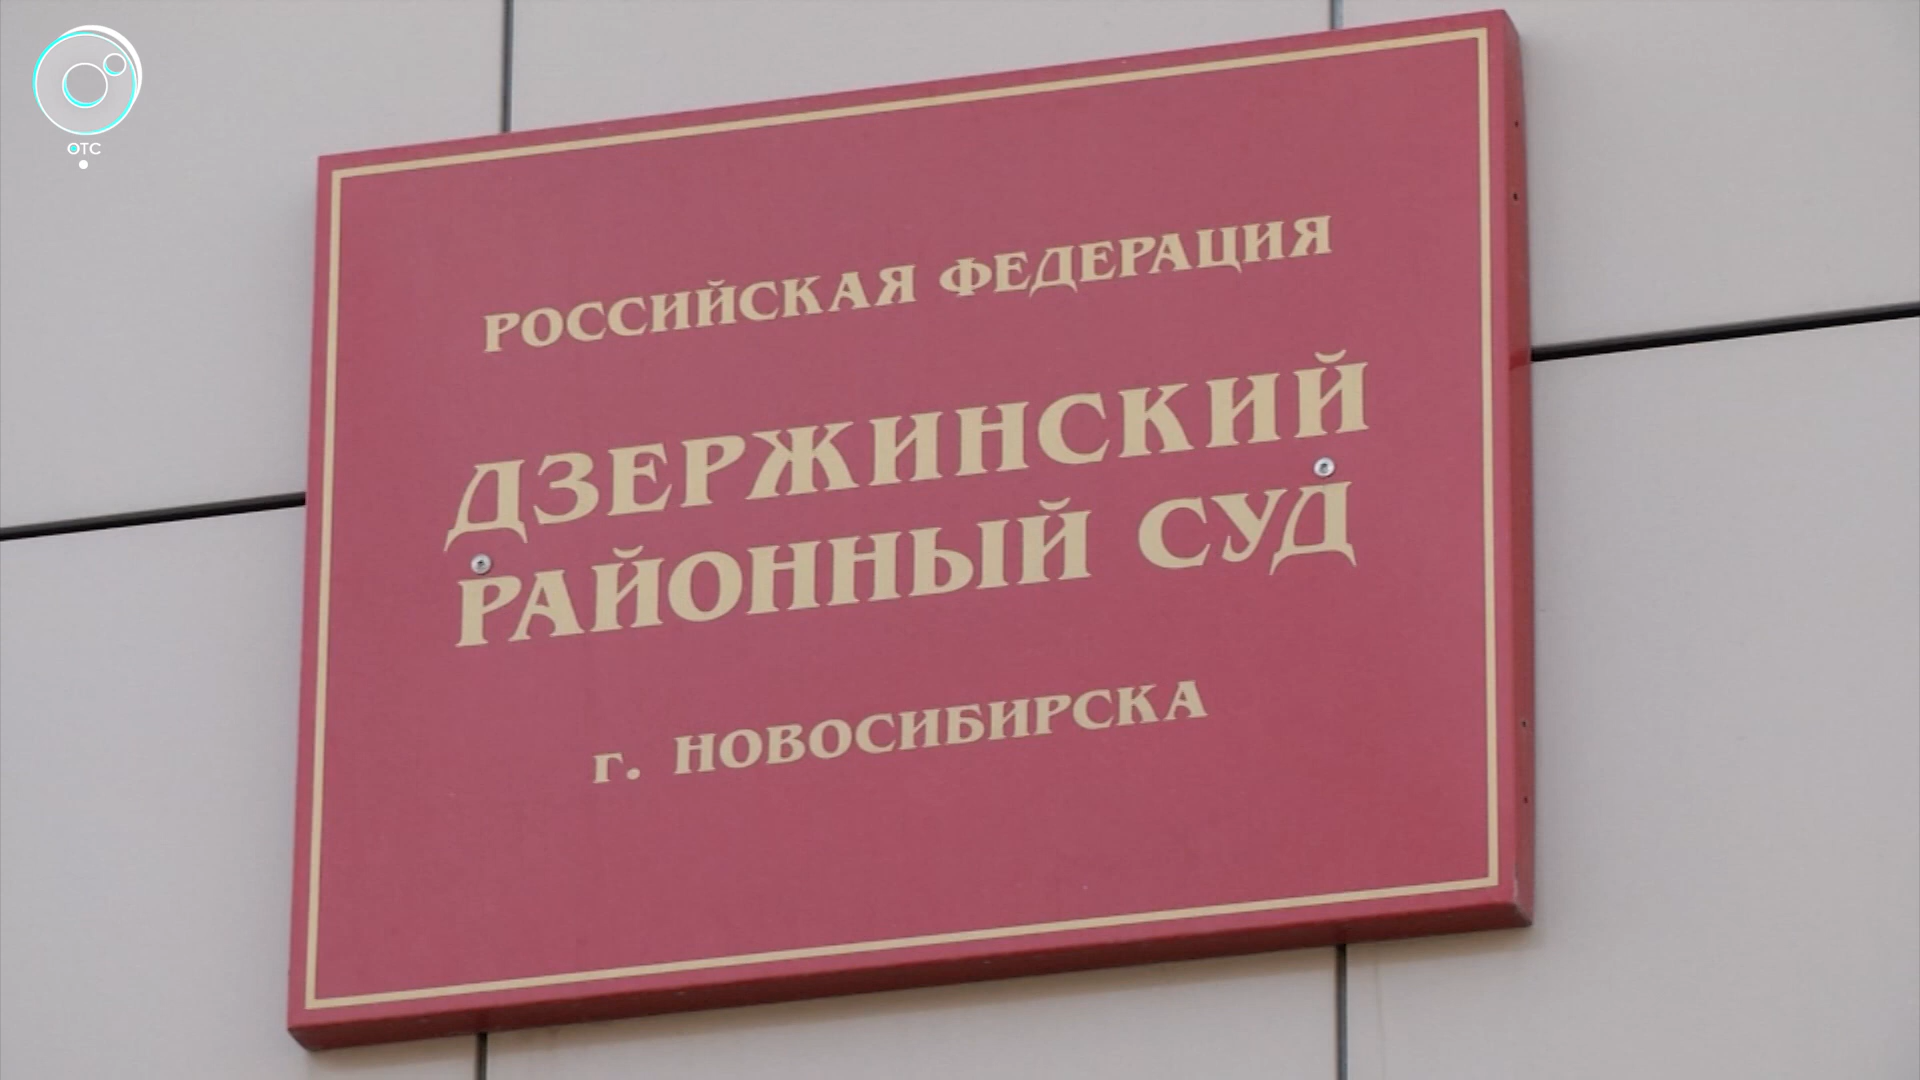 ОТС
РОССИЙСКАЯ ФЕДЕРАЦИЯ
ДЗЕРЖИНСКИЙ
РАЙОННЫЙ СУД
г. НОВОСИБИРСКА